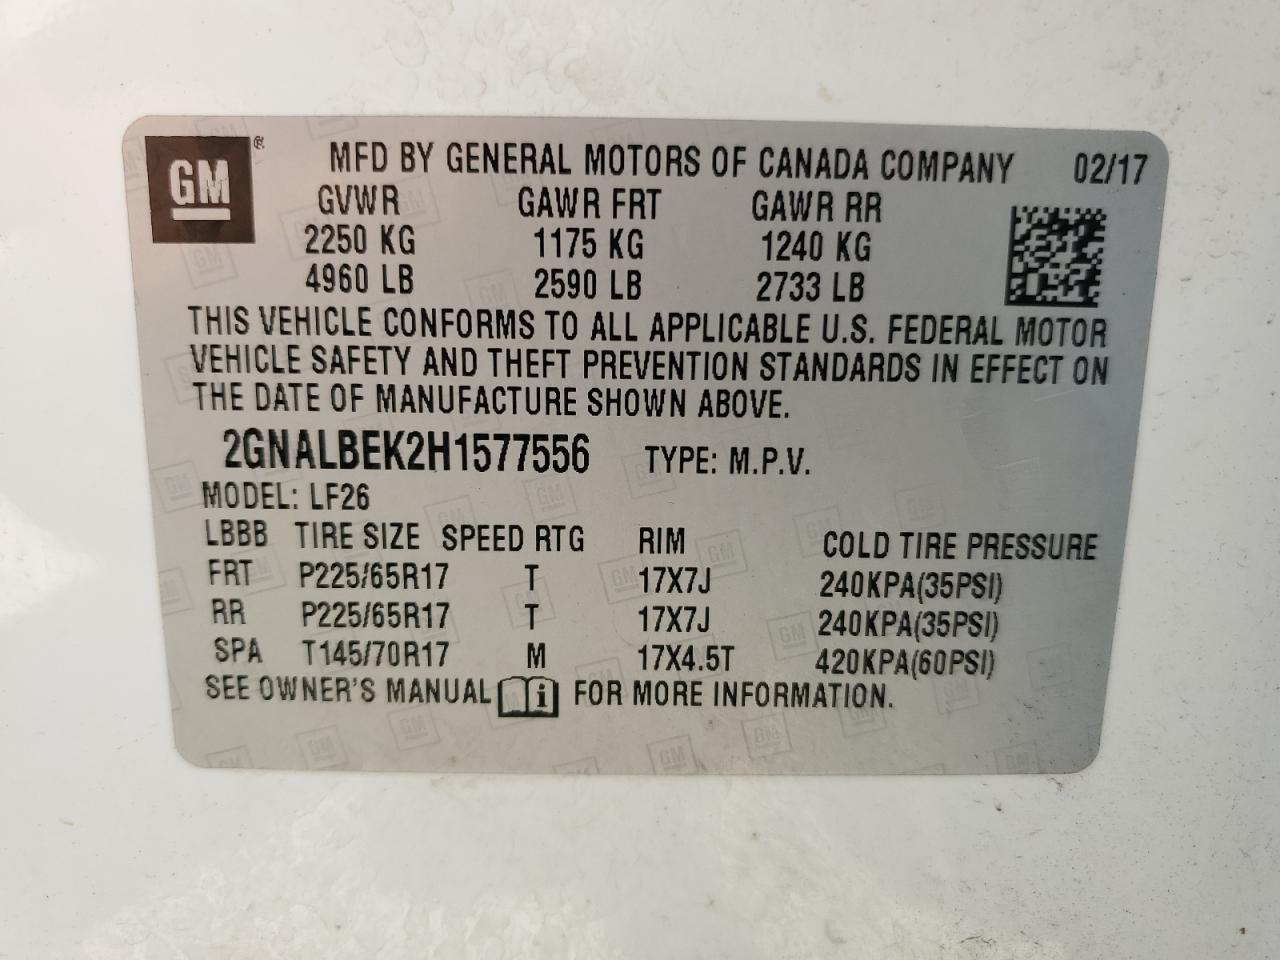 GM
MFD BY GENERAL MOTORS OF CANADA COMPANY 02/17
GVWR GAWR FRT GAWR RR
2250 KG 1175 KG 1240 KG
4960 LB 2590 LB 2733 LB
THIS VEHICLE CONFORMS TO ALL APPLICABLE U.S. FEDERAL MOTOR
VEHICLE SAFETY AND THEFT PREVENTION STANDARDS IN EFFECT ON
THE DATE OF MANUFACTURE SHOWN ABOVE.
2GNALBEK2H1577556 TYPE: M.P.V.
MODEL: LF26
LBBB TIRE SIZE SPEED RTG RIM COLD TIRE PRESSURE
FRT P225/65R17 T 17X7J 240KPA(35PSI)
RR P225/65R17 T 17X7J 240KPA(35PSI)
SPA T145/70R17 M 17X4.5T 420KPA(60PSI)
SEE OWNER'S MANUAL i FOR MORE INFORMATION.